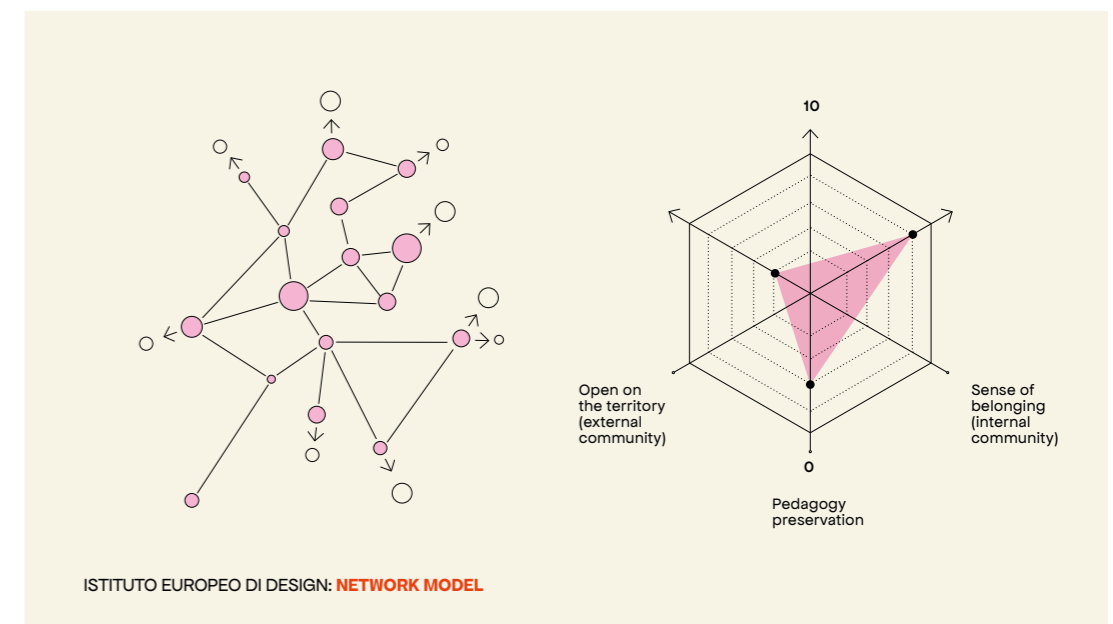 10
Open on
the territory
(external
community)
Sense of
belonging
(internal
community)
0
Pedagogy
preservation
ISTITUTO EUROPEO DI DESIGN: NETWORK MODEL